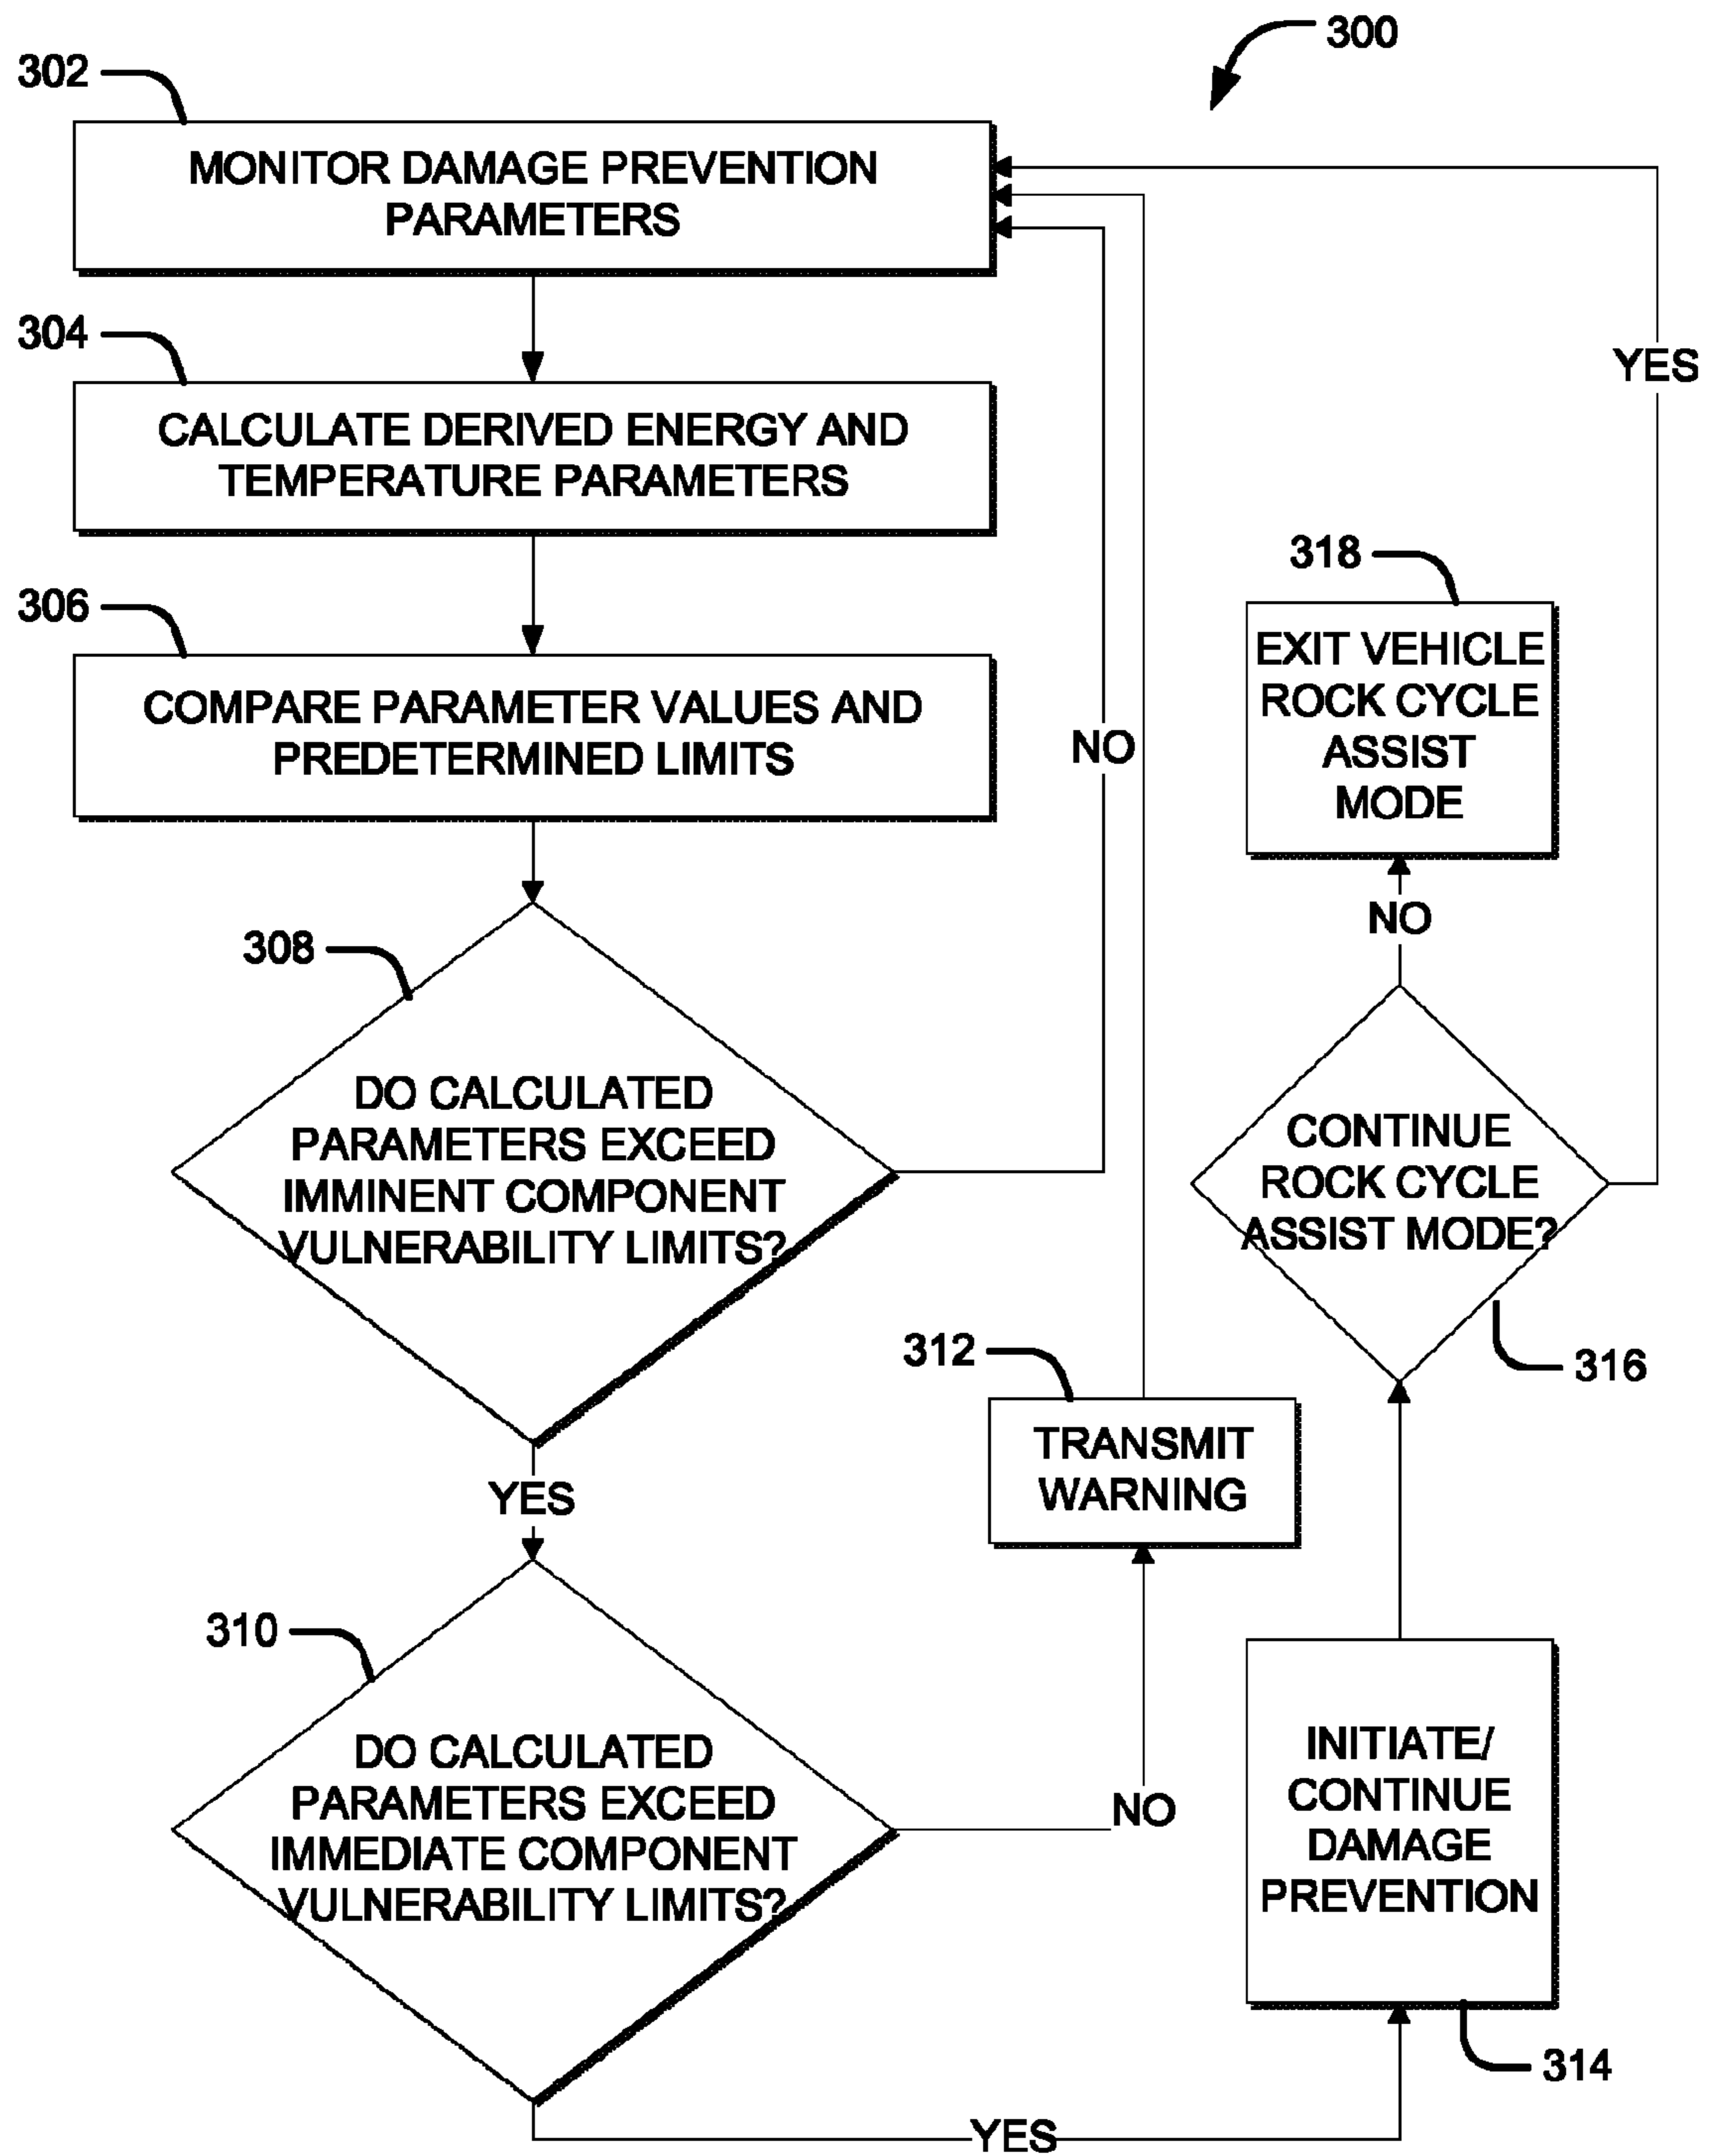 300
302
MONITOR DAMAGE PREVENTION
PARAMETERS
304
CALCULATE DERIVED ENERGY AND
TEMPERATURE PARAMETERS
YES
306
COMPARE PARAMETER VALUES AND
PREDETERMINED LIMITS
NO
318
EXIT VEHICLE
ROCK CYCLE
ASSIST
MODE
NO
308
DO CALCULATED
PARAMETERS EXCEED
IMMINENT COMPONENT
VULNERABILITY LIMITS?
CONTINUE
ROCK CYCLE
ASSIST MODE?
316
312
TRANSMIT
WARNING
YES
310
DO CALCULATED
PARAMETERS EXCEED
IMMEDIATE COMPONENT
VULNERABILITY LIMITS?
NO
INITIATE/
CONTINUE
DAMAGE
PREVENTION
314
YES